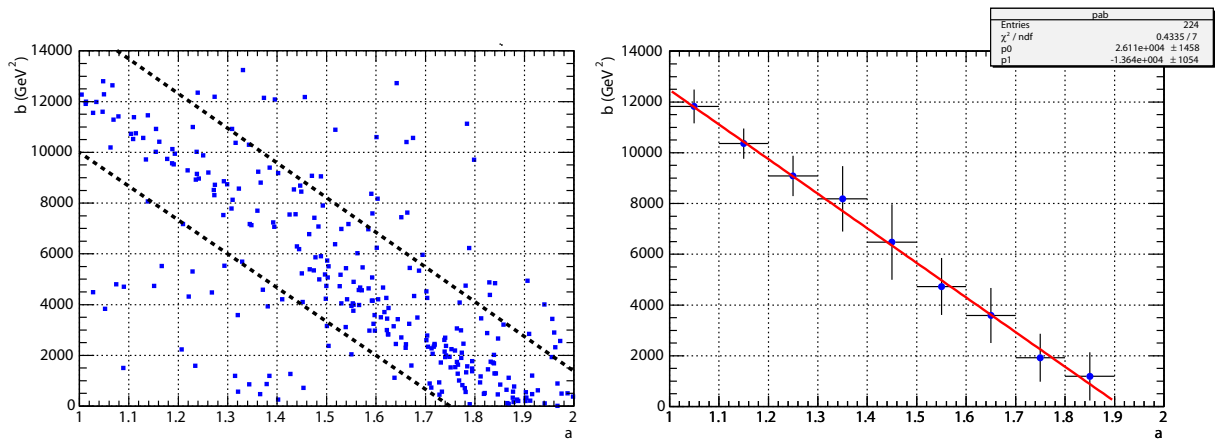 14000
12000
10000
8000
6000
4000
2000
0
b (GeV²)
1 1.1 1.2 1.3 1.4 1.5 1.6 1.7 1.8 1.9 2
a
pab
Entries 224
χ² / ndf 0.4335 / 7
p0 2.611e+004 ± 1458
p1 -1.364e+004 ± 1054
14000
12000
10000
8000
6000
4000
2000
0
b (GeV²)
1 1.1 1.2 1.3 1.4 1.5 1.6 1.7 1.8 1.9 2
a